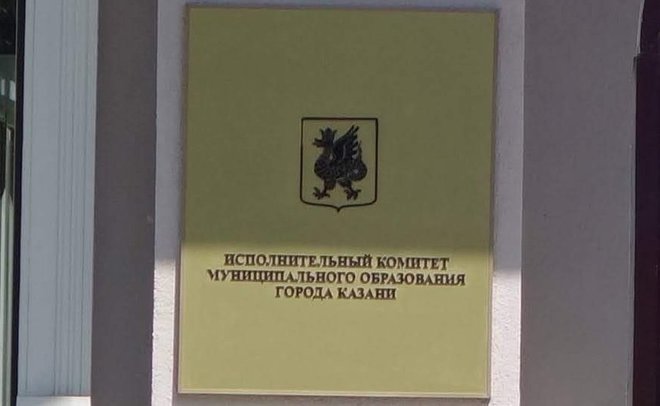 ИСПОЛНИТЕЛЬНЫЙ КОМИТЕТ
МУНИЦИПАЛЬНОГО ОБРАЗОВАНИЯ
ГОРОДА КАЗАНИ